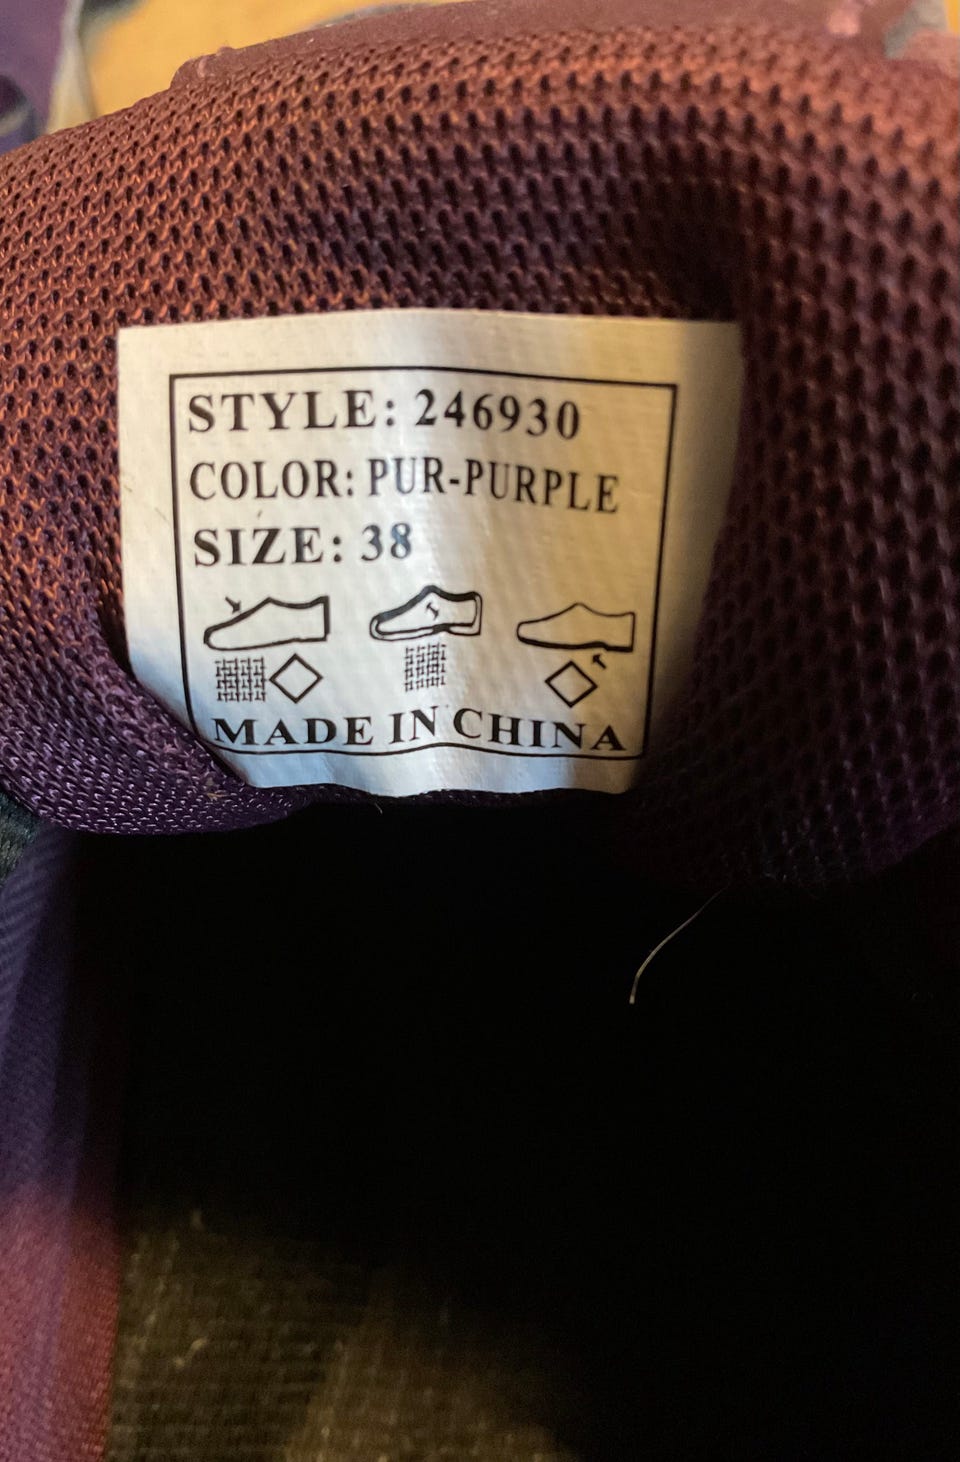 STYLE: 246930
COLOR: PUR-PURPLE
SIZE: 38
MADE IN CHINA